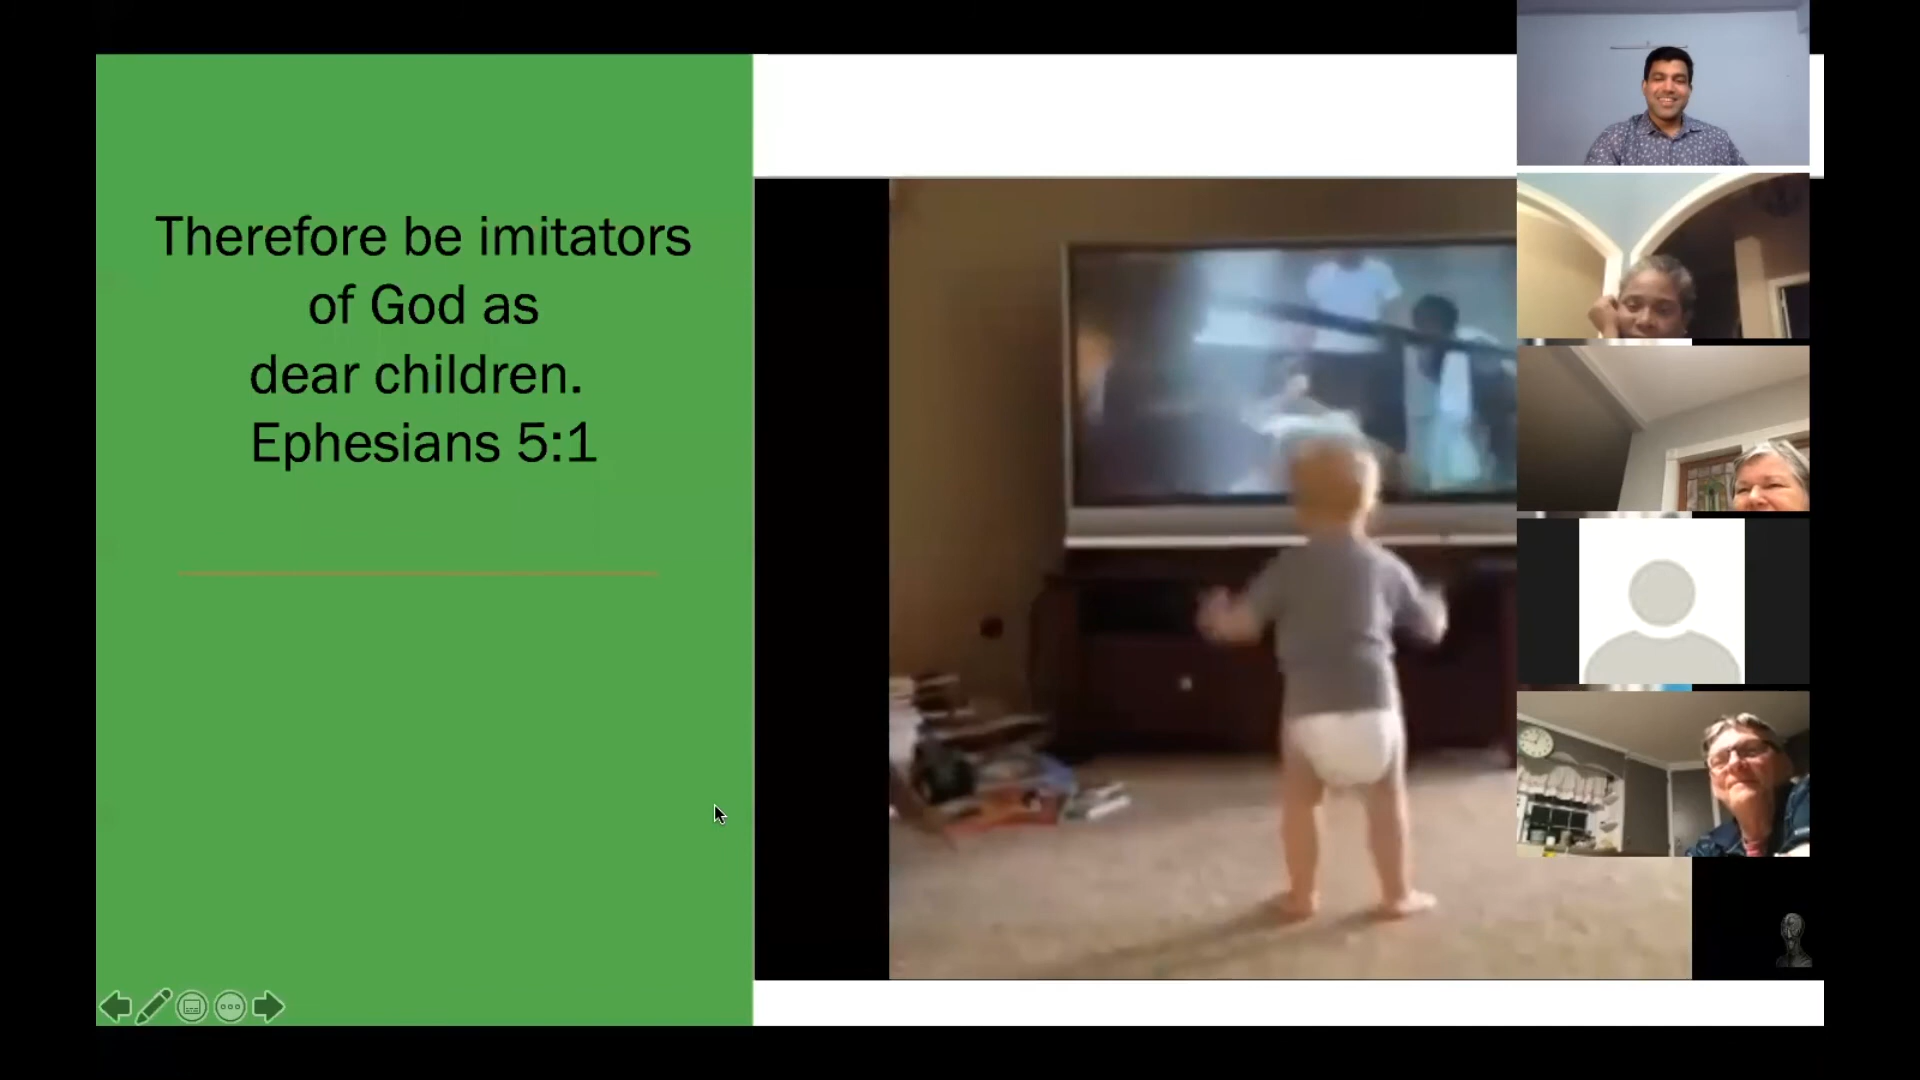 Therefore be imitators
of God as
dear children.
Ephesians 5:1